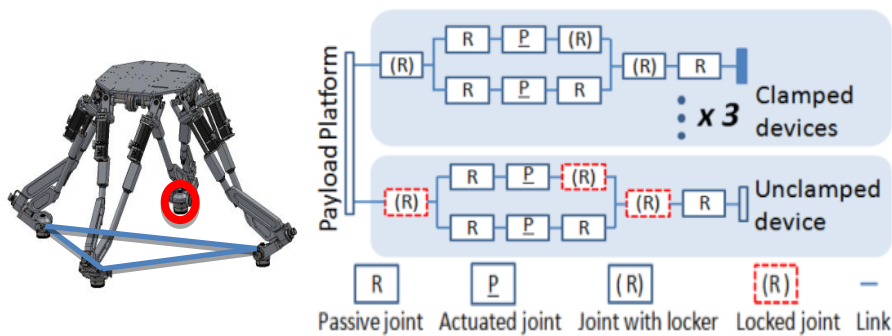 Payload Platform
(R)
R
P
(R)
R
P
R
(R)
R
x 3
Clamped
devices
(R)
R
P
(R)
R
P
R
(R)
R
Unclamped
device
R
P
(R)
(R)
Passive joint
Actuated joint
Joint with locker
Locked joint
Link